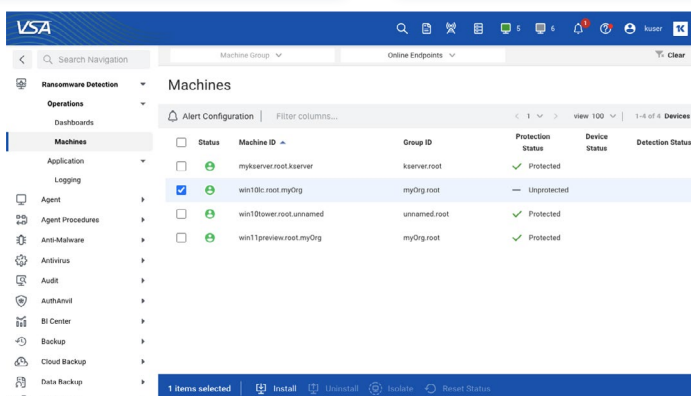 VSA
5
6
1
?
kuser
K
Search Navigation
Machine Group
Online Endpoints
Clear
Ransomware Detection
Operations
Dashboards
Machines
Application
Logging
Agent
Agent Procedures
Anti-Malware
Antivirus
Audit
AuthAnvil
BI Center
Backup
Cloud Backup
Data Backup
Machines
Alert Configuration
Filter columns...
1
view 100
1-4 of 4 Devices
Status
Machine ID
Group ID
Protection Status
Device Status
Detection Status
mykserver.root.kserver
kserver.root
Protected
win10lc.root.myOrg
myOrg.root
Unprotected
win10tower.root.unnamed
unnamed.root
Protected
win11preview.root.myOrg
myOrg.root
Protected
1 items selected
Install
Uninstall
Isolate
Reset Status